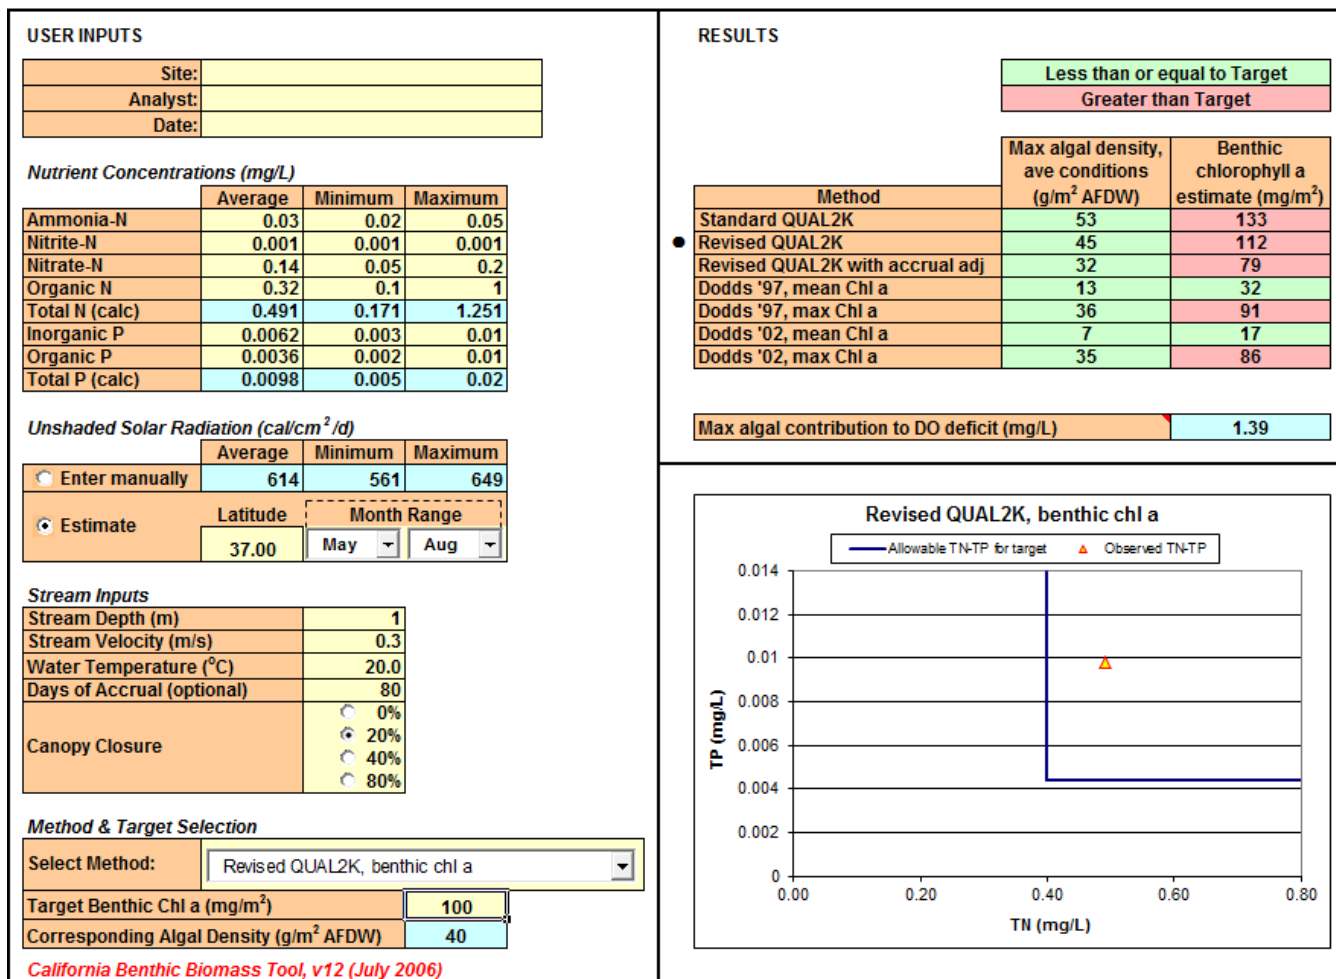 USER INPUTS
Site:
Analyst:
Date:
Nutrient Concentrations (mg/L)
Average Minimum Maximum
Ammonia-N 0.03 0.02 0.05
Nitrite-N 0.001 0.001 0.001
Nitrate-N 0.14 0.05 0.2
Organic N 0.32 0.1 1
Total N (calc) 0.491 0.171 1.251
Inorganic P 0.0062 0.003 0.01
Organic P 0.0036 0.002 0.01
Total P (calc) 0.0098 0.005 0.02
Unshaded Solar Radiation (cal/cm²/d)
Average Minimum Maximum
Enter manually 614 561 649
Estimate
Latitude Month Range
37.00 May Aug
Stream Inputs
Stream Depth (m) 1
Stream Velocity (m/s) 0.3
Water Temperature (°C) 20.0
Days of Accrual (optional) 80
Canopy Closure
0%
20%
40%
80%
Method & Target Selection
Select Method: Revised QUAL2K, benthic chl a
Target Benthic Chl a (mg/m²) 100
Corresponding Algal Density (g/m² AFDW) 40
California Benthic Biomass Tool, v12 (July 2006)
RESULTS
Less than or equal to Target
Greater than Target
Max algal density, ave conditions (g/m² AFDW)
Benthic chlorophyll a estimate (mg/m²)
Method
Standard QUAL2K 53 133
Revised QUAL2K 45 112
Revised QUAL2K with accrual adj 32 79
Dodds '97, mean Chl a 13 32
Dodds '97, max Chl a 36 91
Dodds '02, mean Chl a 7 17
Dodds '02, max Chl a 35 86
Max algal contribution to DO deficit (mg/L) 1.39
Revised QUAL2K, benthic chl a
Allowable TN-TP for target Observed TN-TP
TP (mg/L)
0.014
0.012
0.01
0.008
0.006
0.004
0.002
0
0.00 0.20 0.40 0.60 0.80
TN (mg/L)